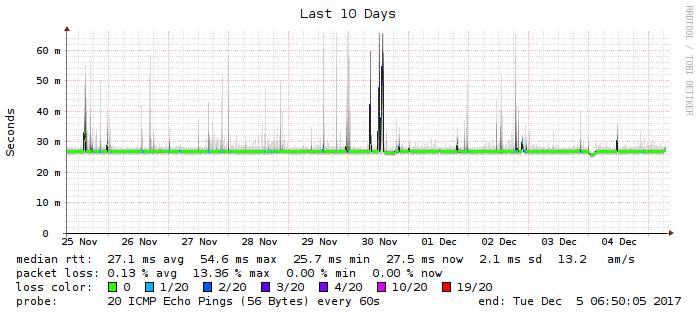 Last 10 Days
RRDTOOL / TOBI OETIKER
Seconds
60 m
50 m
40 m
30 m
20 m
10 m
0
25 Nov 26 Nov 27 Nov 28 Nov 29 Nov 30 Nov 01 Dec 02 Dec 03 Dec 04 Dec
median rtt: 27.1 ms avg 54.6 ms max 25.7 ms min 27.5 ms now 2.1 ms sd 13.2 am/s
packet loss: 0.13 % avg 13.36 % max 0.00 % min 0.00 % now
loss color: 0 1/20 2/20 3/20 4/20 10/20 19/20
probe: 20 ICMP Echo Pings (56 Bytes) every 60s end: Tue Dec 5 06:50:05 2017